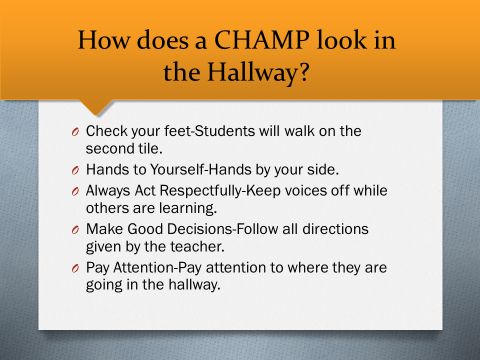 How does a CHAMP look in
the Hallway?
Check your feet-Students will walk on the
second tile.
Hands to Yourself-Hands by your side.
Always Act Respectfully-Keep voices off while
others are learning.
Make Good Decisions-Follow all directions
given by the teacher.
Pay Attention-Pay attention to where they are
going in the hallway.